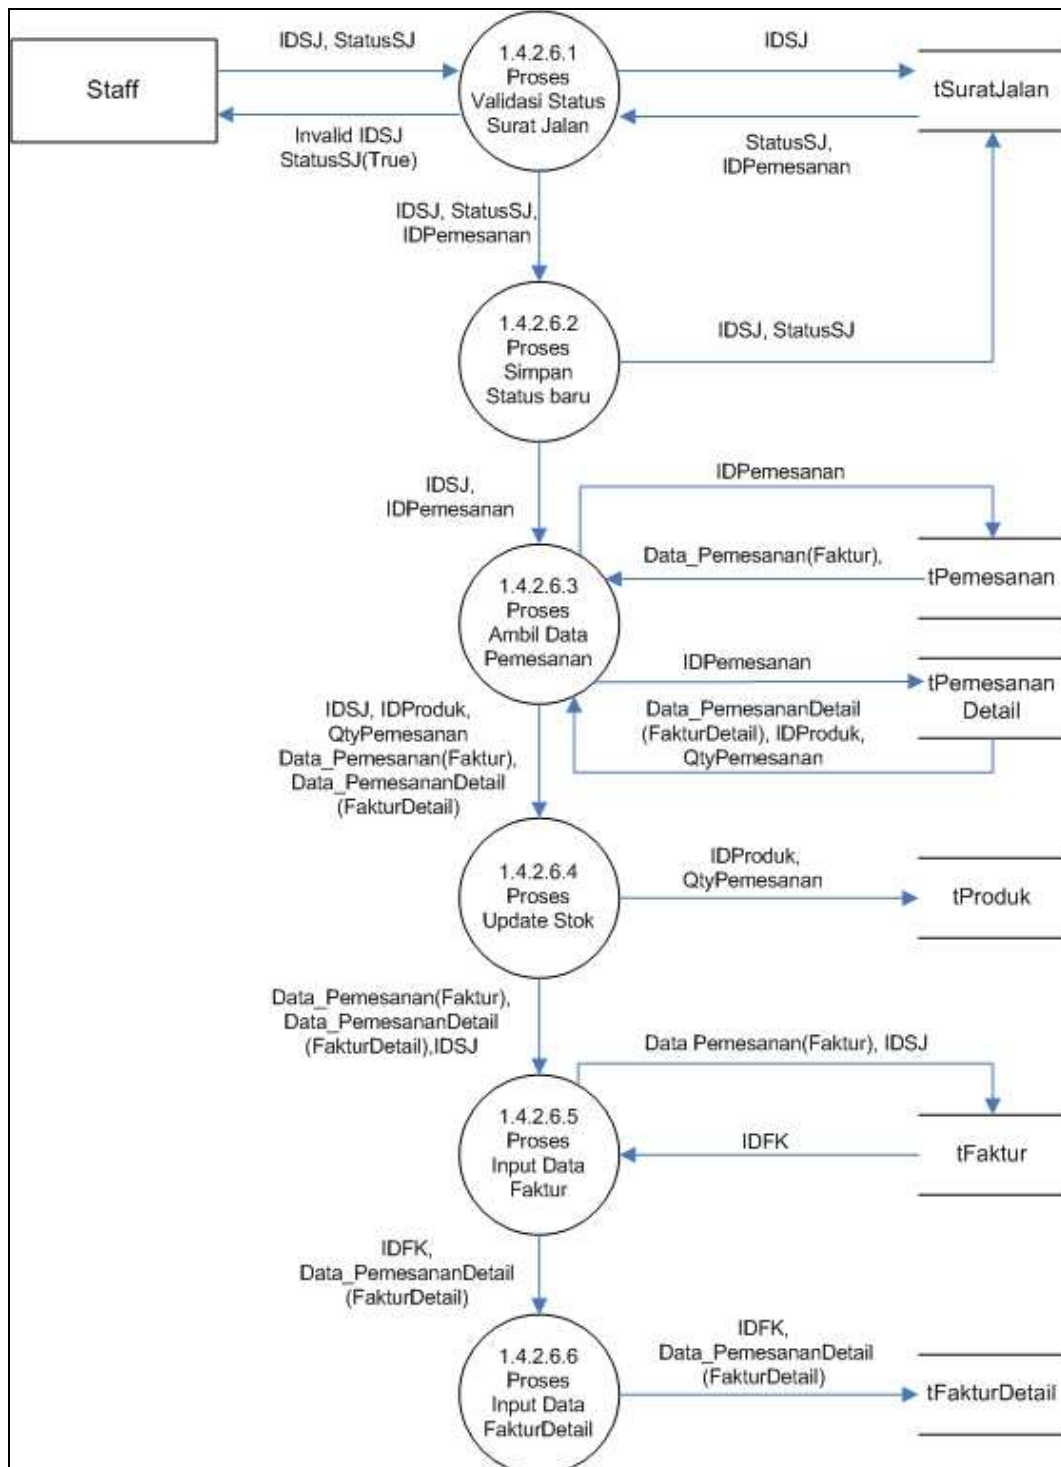 Staff
IDSJ, StatusSJ
Invalid IDSJ
StatusSJ(True)
1.4.2.6.1
Proses
Validasi Status
Surat Jalan
IDSJ
StatusSJ,
IDPemesanan
tSuratJalan
IDSJ, StatusSJ,
IDPemesanan
1.4.2.6.2
Proses
Simpan
Status baru
IDSJ, StatusSJ
IDSJ,
IDPemesanan
1.4.2.6.3
Proses
Ambil Data
Pemesanan
IDPemesanan
Data_Pemesanan(Faktur),
tPemesanan
IDPemesanan
Data_PemesananDetail
(FakturDetail), IDProduk,
QtyPemesanan
tPemesanan
Detail
IDSJ, IDProduk,
QtyPemesanan
Data_Pemesanan(Faktur),
Data_PemesananDetail
(FakturDetail)
1.4.2.6.4
Proses
Update Stok
IDProduk,
QtyPemesanan
tProduk
Data_Pemesanan(Faktur),
Data_PemesananDetail
(FakturDetail),IDSJ
1.4.2.6.5
Proses
Input Data
Faktur
Data Pemesanan(Faktur), IDSJ
IDFK
tFaktur
IDFK,
Data_PemesananDetail
(FakturDetail)
1.4.2.6.6
Proses
Input Data
FakturDetail
IDFK,
Data_PemesananDetail
(FakturDetail)
tFakturDetail